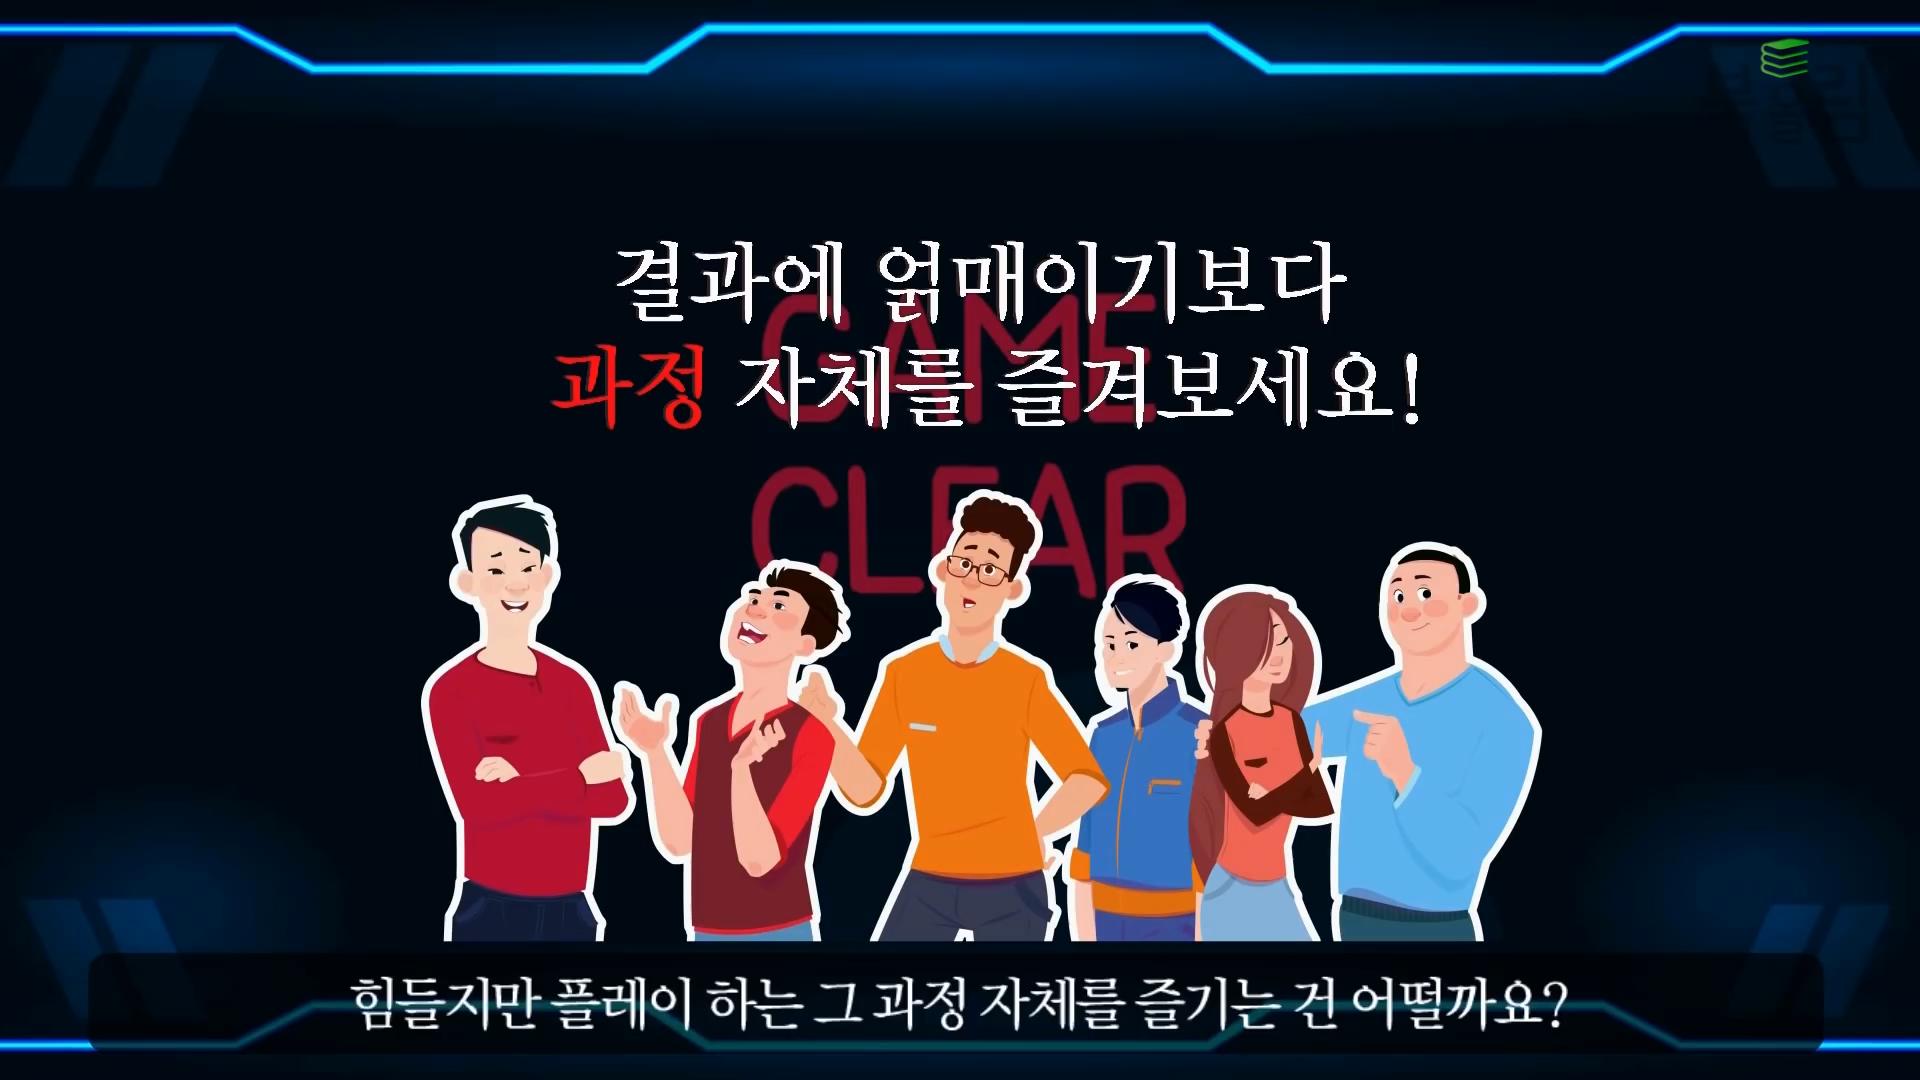 결과에 얽매이기보다
과정 자체를 즐겨보세요!
GAME
CLEAR
힘들지만 플레이 하는 그 과정 자체를 즐기는 건 어떨까요?